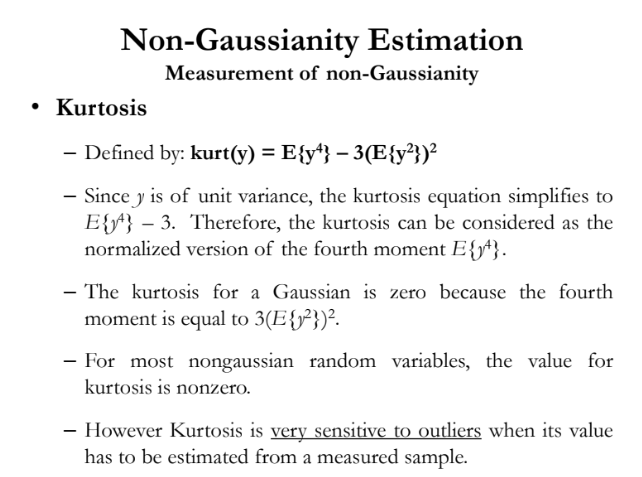 Non-Gaussianity Estimation
Measurement of non-Gaussianity
• Kurtosis
– Defined by: kurt(y) = E{y⁴} – 3(E{y²})²
– Since y is of unit variance, the kurtosis equation simplifies to
E{y⁴} – 3. Therefore, the kurtosis can be considered as the
normalized version of the fourth moment E{y⁴}.
– The kurtosis for a Gaussian is zero because the fourth
moment is equal to 3(E{y²})².
– For most nongaussian random variables, the value for
kurtosis is nonzero.
– However Kurtosis is very sensitive to outliers when its value
has to be estimated from a measured sample.